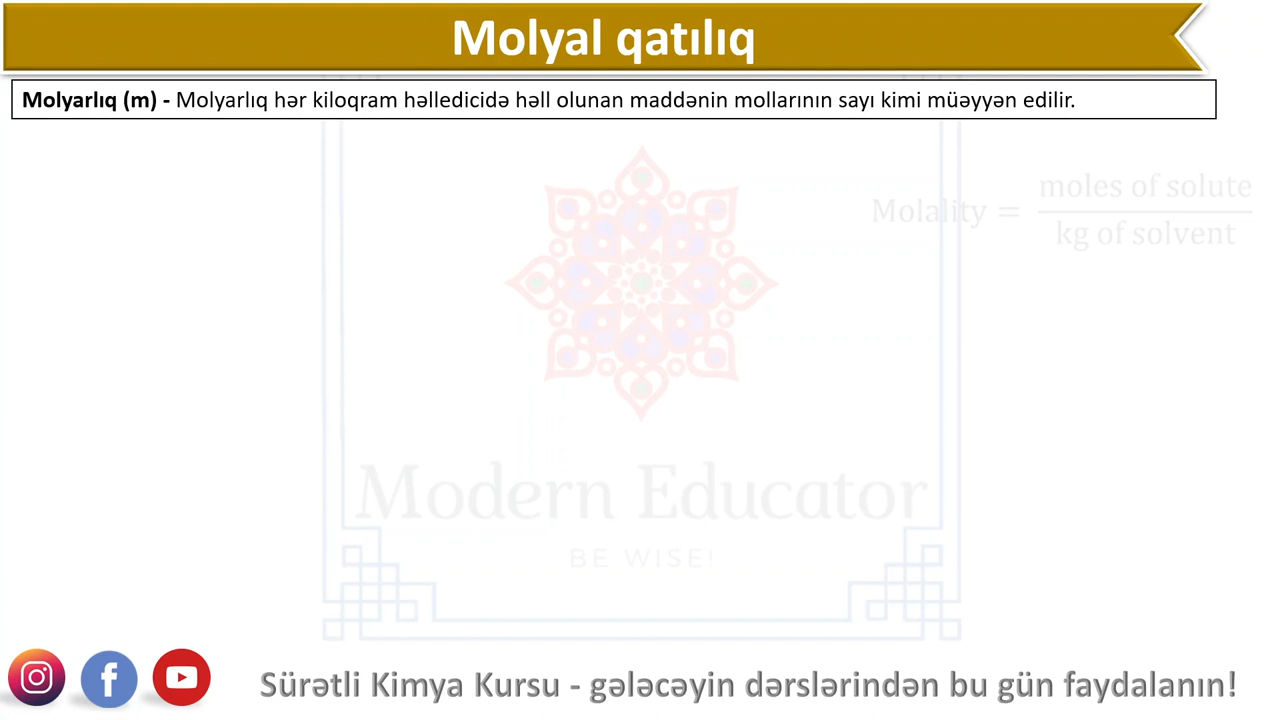 Molyal qatılıq
Molyarlıq (m) - Molyarlıq hər kiloqram həlledicidə həll olunan maddənin mollarının sayı kimi müəyyən edilir.
Molality = moles of solute / kg of solvent
Modern Educator
BE WISE!
Sürətli Kimya Kursu - gələcəyin dərslərindən bu gün faydalanın!